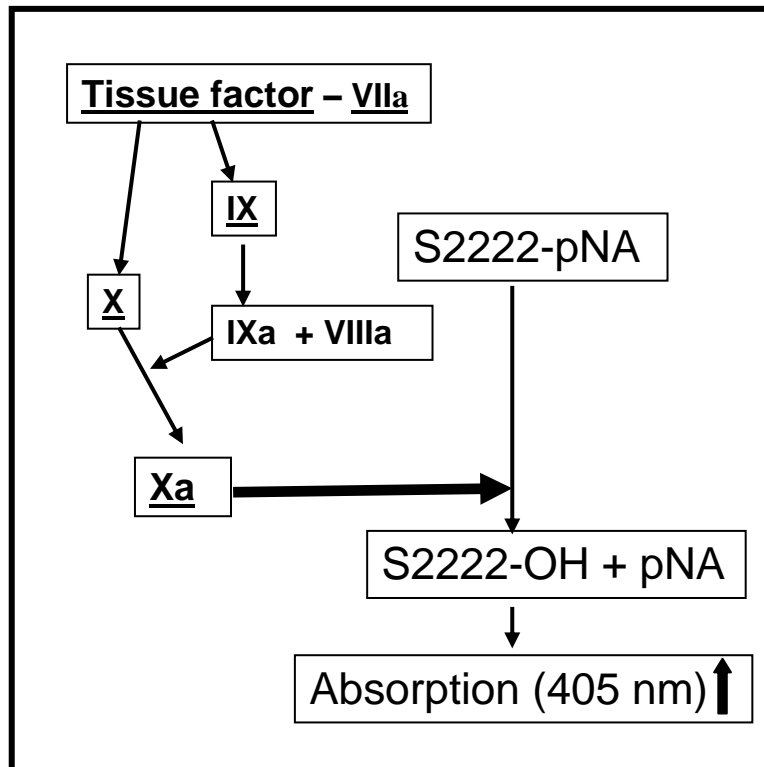 Tissue factor – VIIa
IX
S2222-pNA
X
IXa + VIIIa
Xa
S2222-OH + pNA
Absorption (405 nm)